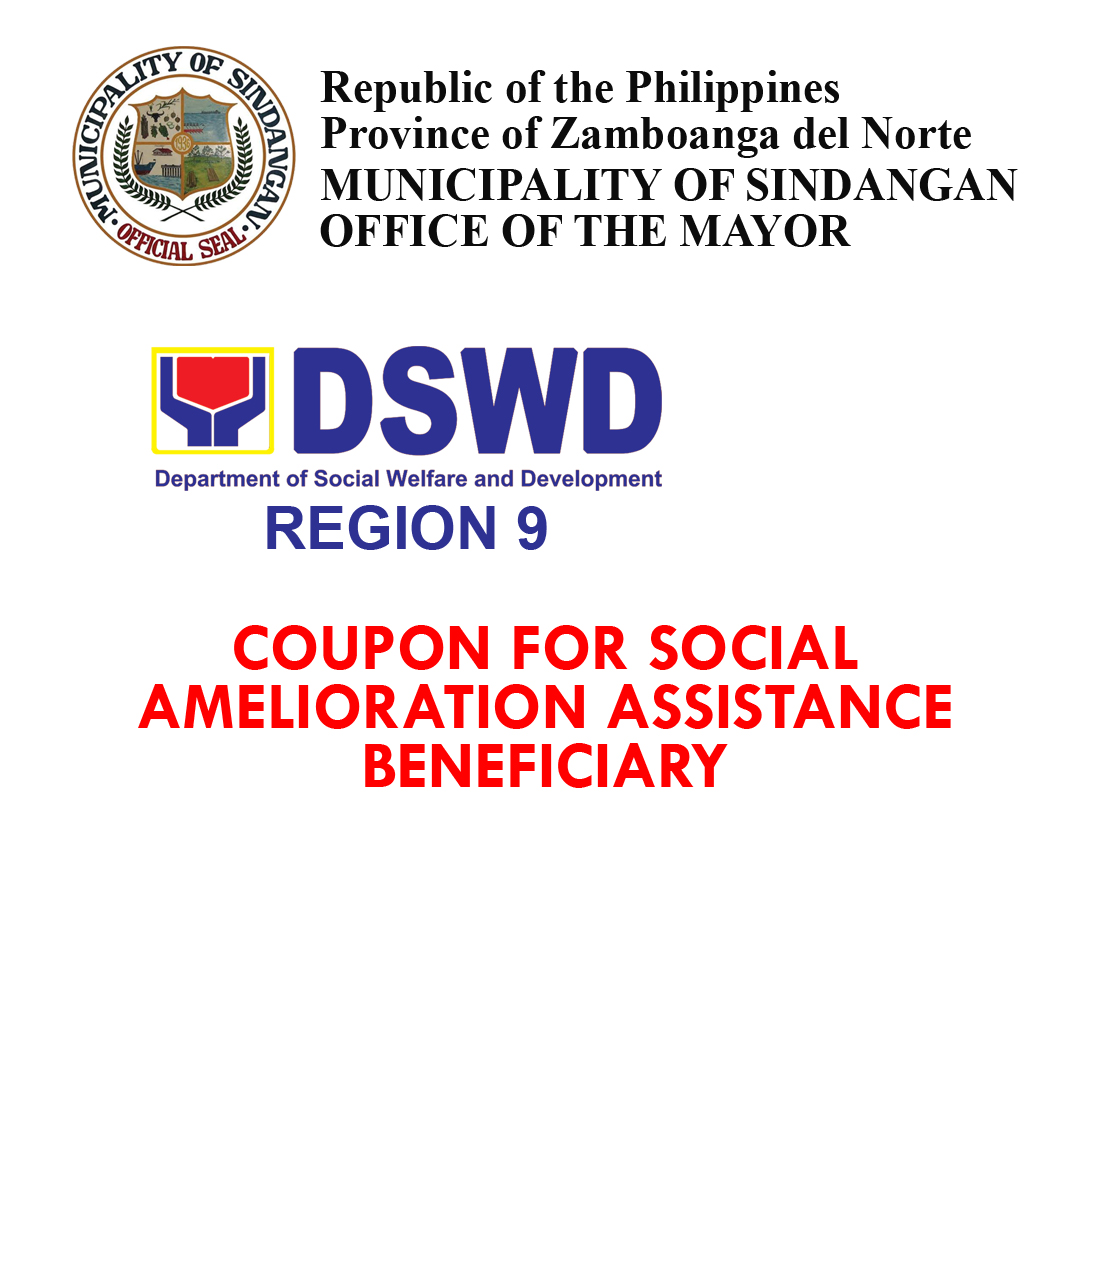 MUNICIPALITY OF SINDANGAN
1936
OFFICIAL SEAL
Republic of the Philippines
Province of Zamboanga del Norte
MUNICIPALITY OF SINDANGAN
OFFICE OF THE MAYOR
DSWD
Department of Social Welfare and Development
REGION 9
COUPON FOR SOCIAL
AMELIORATION ASSISTANCE
BENEFICIARY